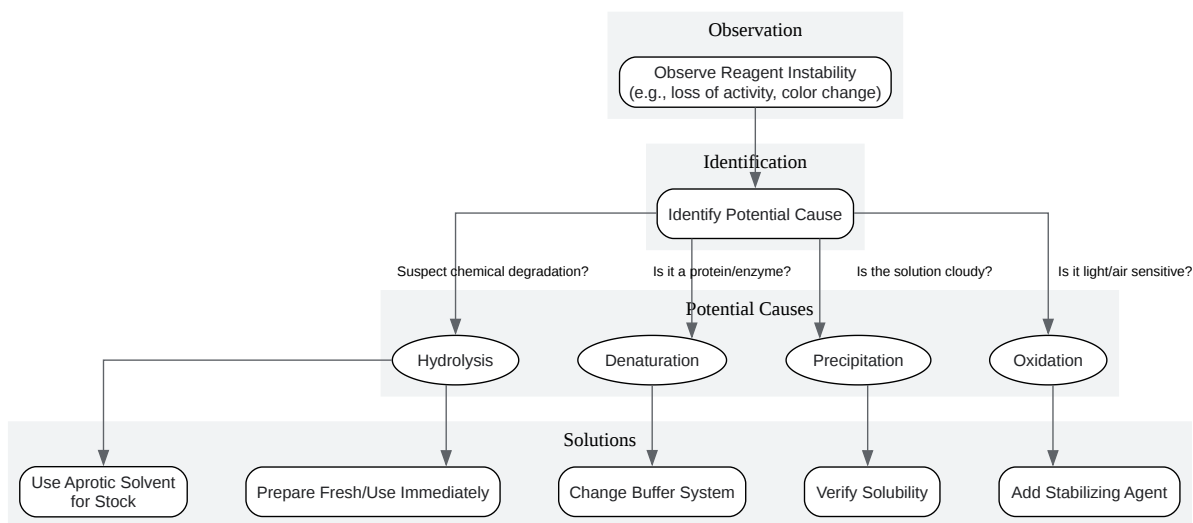 Observation
Observe Reagent Instability
(e.g., loss of activity, color change)
Identification
Identify Potential Cause
Suspect chemical degradation?
Is it a protein/enzyme?
Is the solution cloudy?
Is it light/air sensitive?
Potential Causes
Hydrolysis
Denaturation
Precipitation
Oxidation
Solutions
Use Aprotic Solvent
for Stock
Prepare Fresh/Use Immediately
Change Buffer System
Verify Solubility
Add Stabilizing Agent